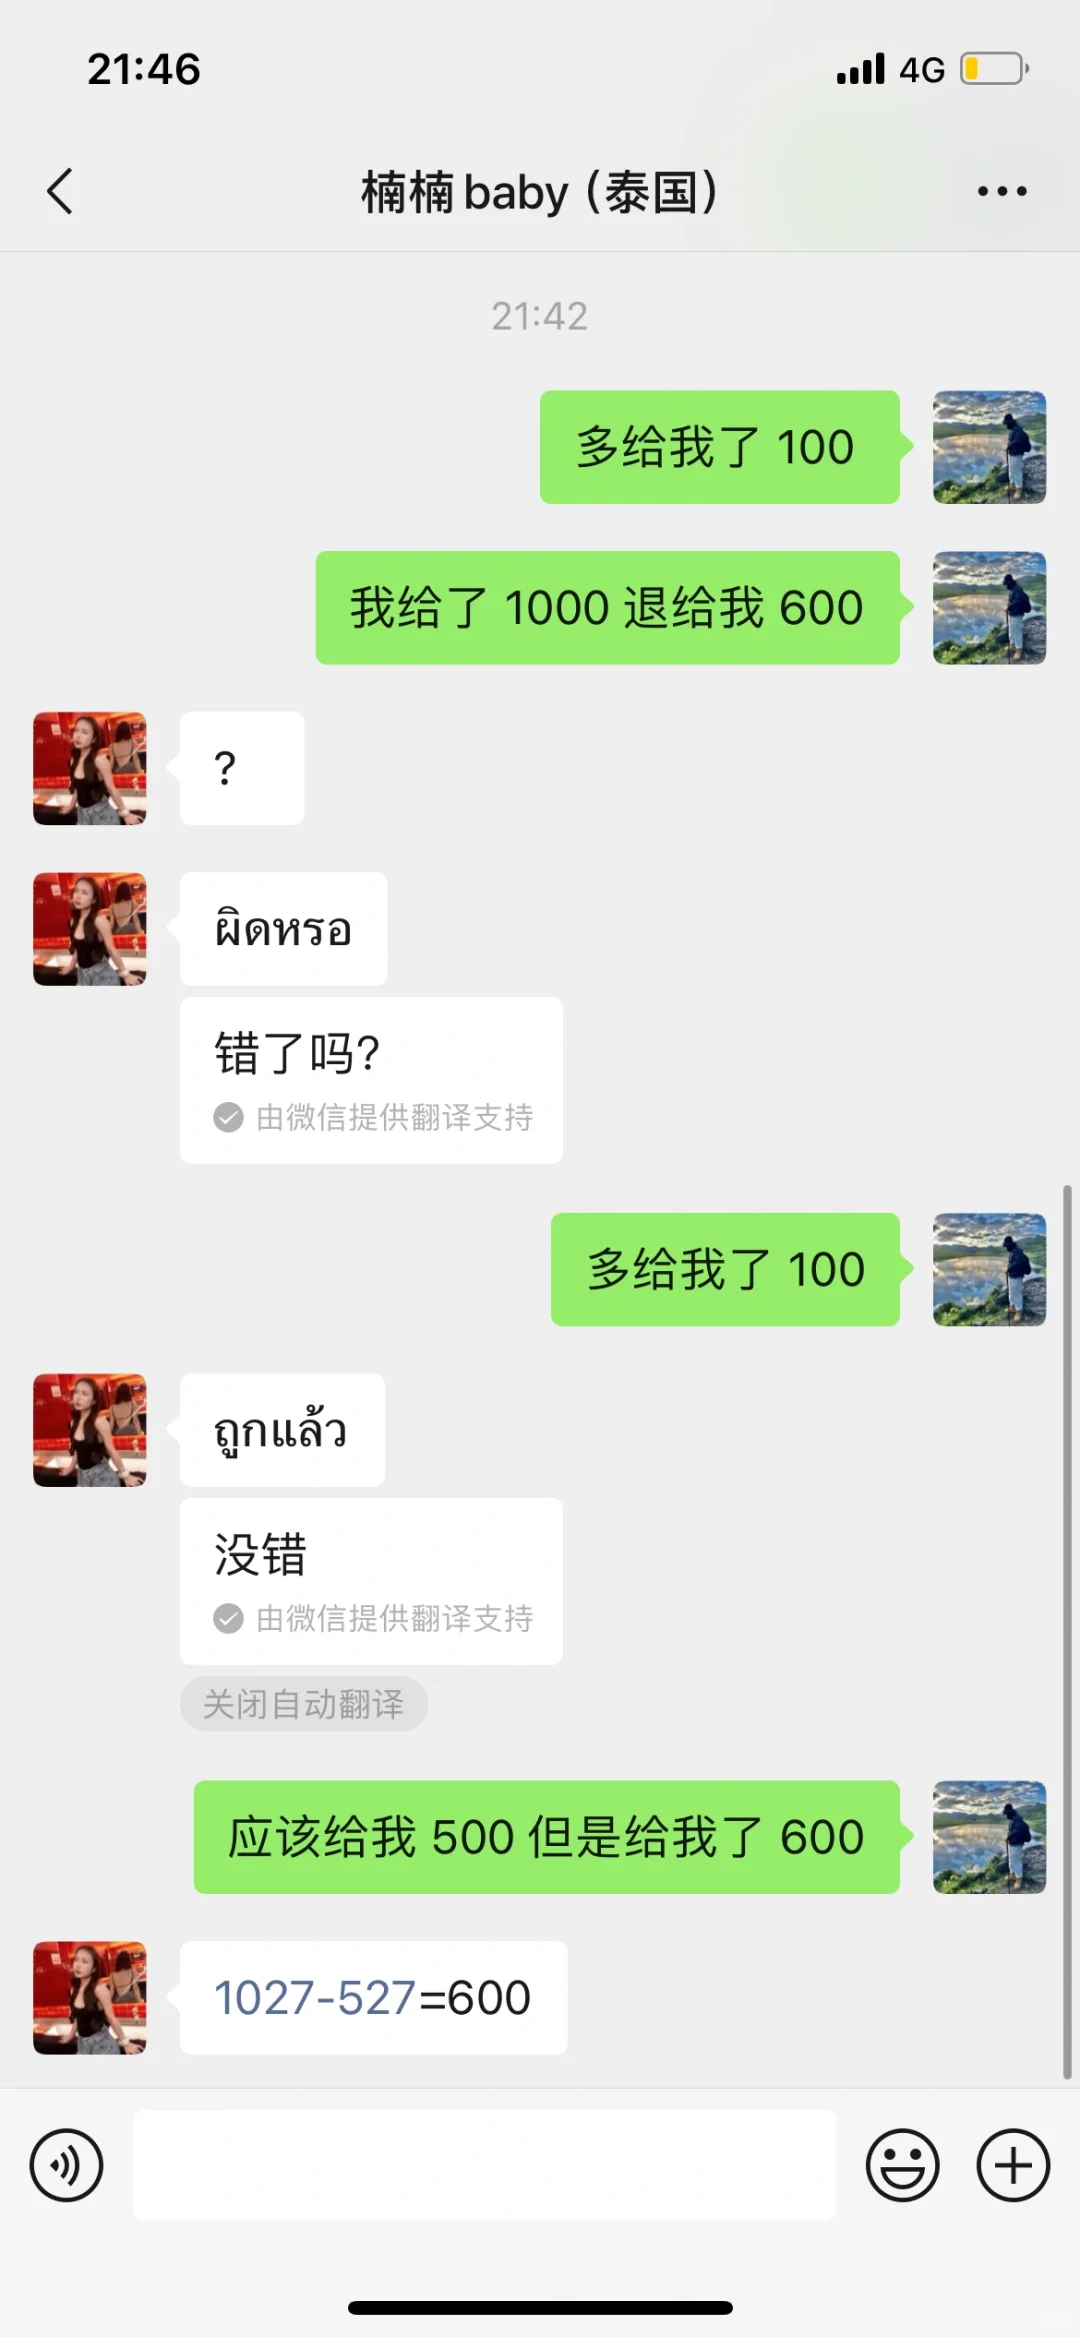 21:46
4G
楠楠baby（泰国）
21:42
多给我了 100
我给了 1000 退给我 600
?
ผิดหรอ
错了吗?
由微信提供翻译支持
多给我了 100
ถูกแล้ว
没错
由微信提供翻译支持
关闭自动翻译
应该给我 500 但是给我了 600
1027-527=600